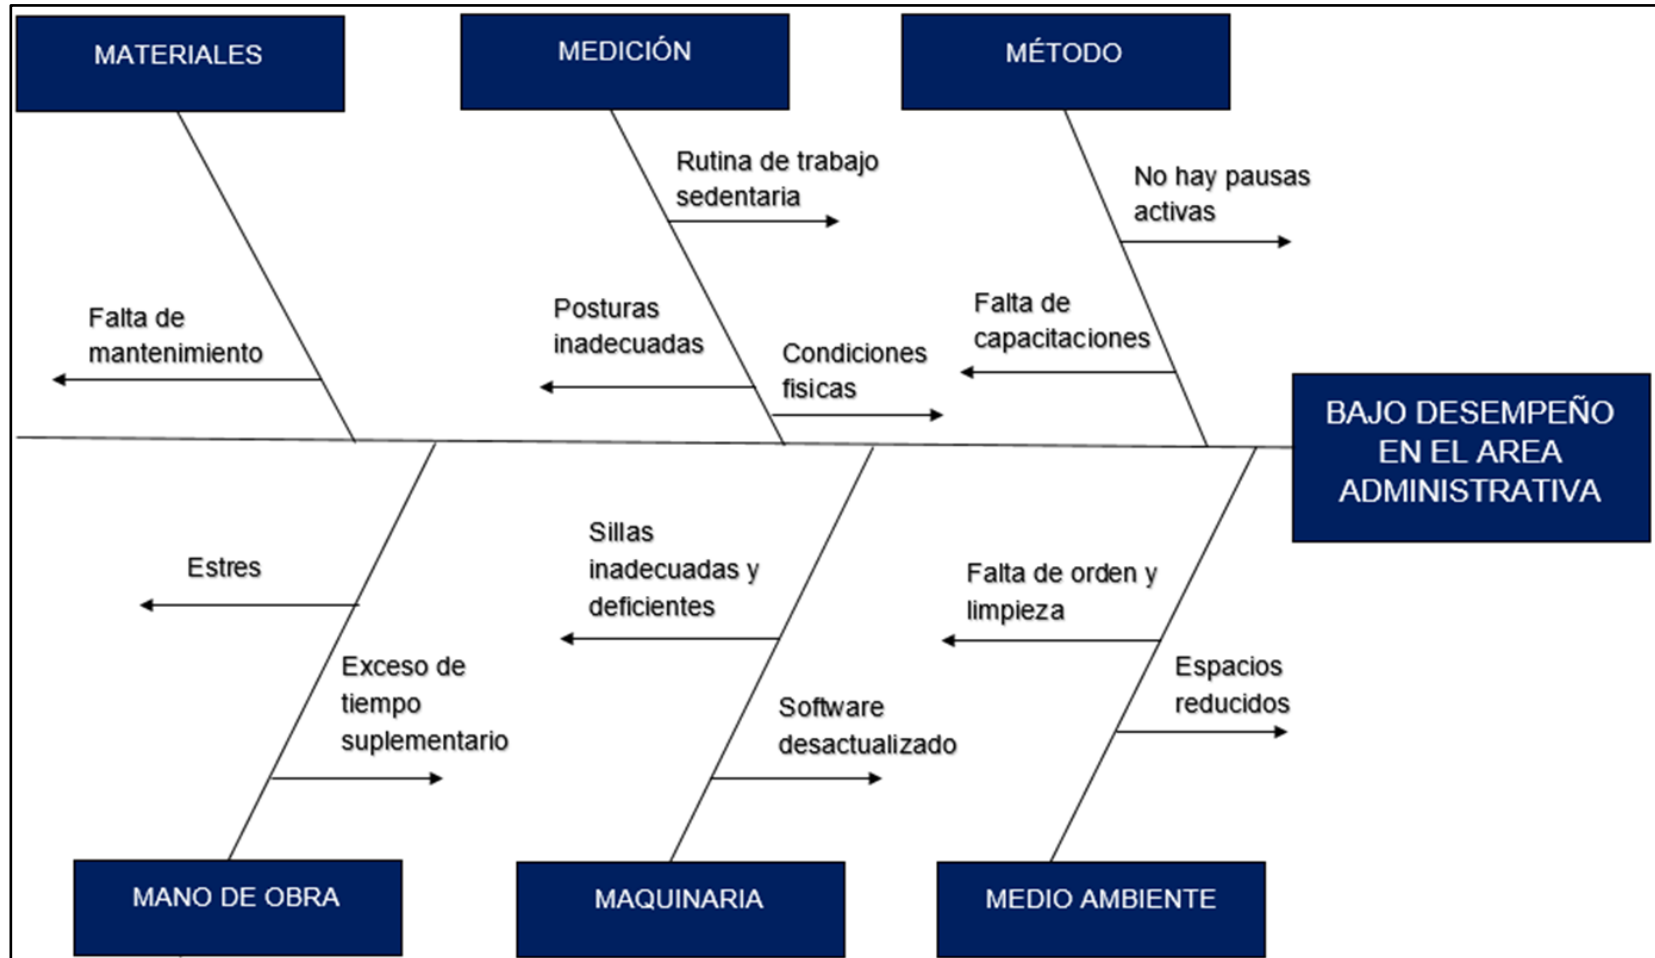 MATERIALES
MEDICIÓN
MÉTODO
Rutina de trabajo
sedentaria
No hay pausas
activas
Falta de
mantenimiento
Posturas
inadecuadas
Condiciones
fisicas
Falta de
capacitaciones
BAJO DESEMPEÑO
EN EL AREA
ADMINISTRATIVA
Estres
Exceso de
tiempo
suplementario
Sillas
inadecuadas y
deficientes
Software
desactualizado
Falta de orden y
limpieza
Espacios
reducidos
MANO DE OBRA
MAQUINARIA
MEDIO AMBIENTE